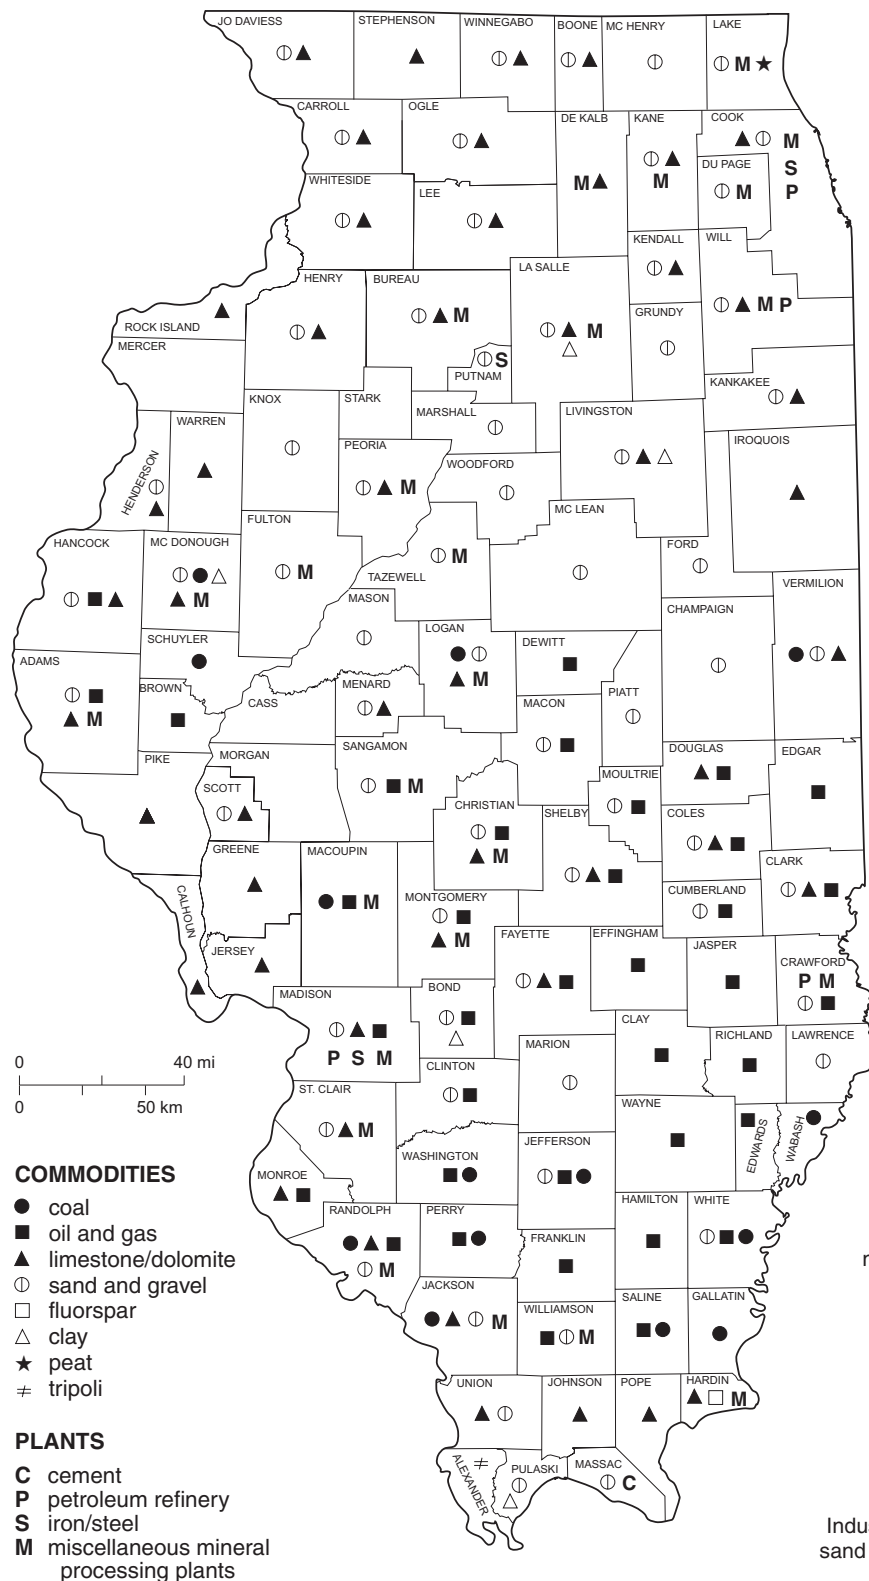 JO DAVIESS
STEPHENSON
WINNEGABO
BOONE
MC HENRY
LAKE
M
CARROLL
OGLE
DE KALB
KANE
COOK
M
S
P
M
M
DU PAGE
M
WHITESIDE
LEE
KENDALL
WILL
M P
LA SALLE
M
HENRY
BUREAU
M
ROCK ISLAND
MERCER
GRUNDY
S
PUTNAM
KANKAKEE
KNOX
STARK
MARSHALL
LIVINGSTON
WARREN
HENDERSON
PEORIA
M
WOODFORD
IROQUOIS
MC LEAN
FULTON
M
HANCOCK
MC DONOUGH
M
TAZEWELL
M
FORD
VERMILION
MASON
CHAMPAIGN
SCHUYLER
LOGAN
M
DEWITT
ADAMS
M
BROWN
CASS
MENARD
MACON
PIATT
PIKE
MORGAN
SANGAMON
M
DOUGLAS
EDGAR
SCOTT
CHRISTIAN
M
MOULTRIE
SHELBY
COLES
GREENE
MACOUPIN
M
CLARK
CALHOUN
MONTGOMERY
M
CUMBERLAND
JERSEY
FAYETTE
EFFINGHAM
JASPER
CRAWFORD
P M
MADISON
P S M
BOND
CLAY
RICHLAND
LAWRENCE
MARION
0 40 mi
0 50 km
CLINTON
ST. CLAIR
M
WAYNE
EDWARDS
WABASH
WASHINGTON
JEFFERSON
MONROE
RANDOLPH
M
PERRY
HAMILTON
WHITE
FRANKLIN
JACKSON
M
WILLIAMSON
M
SALINE
GALLATIN
UNION
JOHNSON
POPE
HARDIN
M
ALEXANDER
PULASKI
MASSAC
C
COMMODITIES
coal
oil and gas
limestone/dolomite
sand and gravel
fluorspar
clay
peat
tripoli
PLANTS
C cement
P petroleum refinery
S iron/steel
M miscellaneous mineral
processing plants
Indus
sand